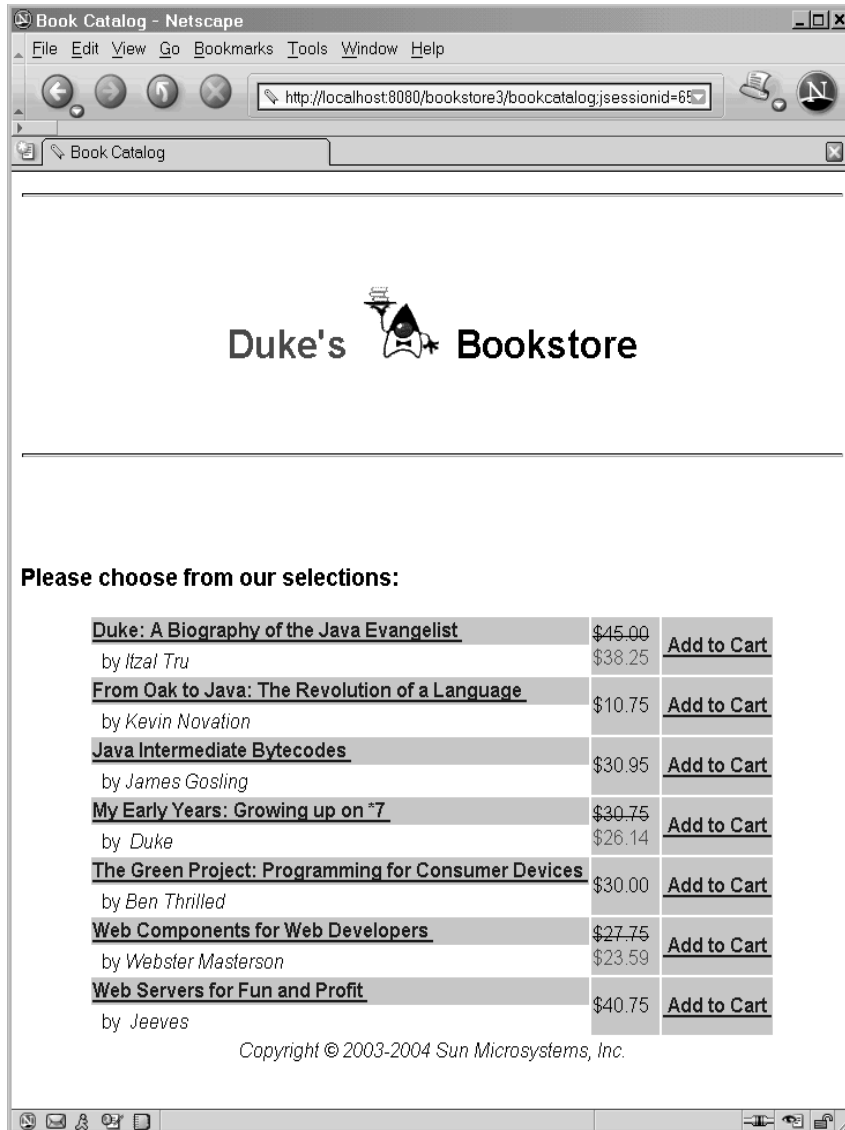 Book Catalog - Netscape
File Edit View Go Bookmarks Tools Window Help
http://localhost:8080/bookstore3/bookcatalog;jsessionid=65
Book Catalog
Duke's Bookstore
Please choose from our selections:
Duke: A Biography of the Java Evangelist $45.00 Add to Cart
by Itzal Tru $38.25
From Oak to Java: The Revolution of a Language $10.75 Add to Cart
by Kevin Novation
Java Intermediate Bytecodes $30.95 Add to Cart
by James Gosling
My Early Years: Growing up on *7 $30.75 Add to Cart
by Duke $26.14
The Green Project: Programming for Consumer Devices $30.00 Add to Cart
by Ben Thrilled
Web Components for Web Developers $27.75 Add to Cart
by Webster Masterson $23.59
Web Servers for Fun and Profit $40.75 Add to Cart
by Jeeves
Copyright © 2003-2004 Sun Microsystems, Inc.